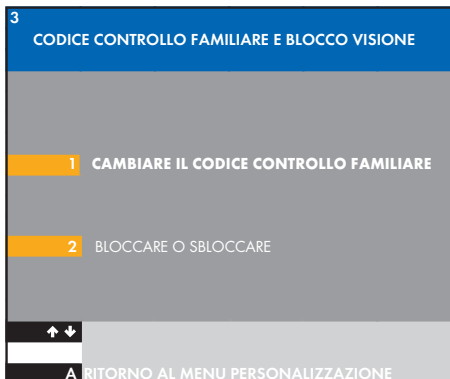 3
CODICE CONTROLLO FAMILIARE E BLOCCO VISIONE
1 CAMBIARE IL CODICE CONTROLLO FAMILIARE
2 BLOCCARE O SBLOCCARE
↑ ↓
A RITORNO AL MENU PERSONALIZZAZIONE